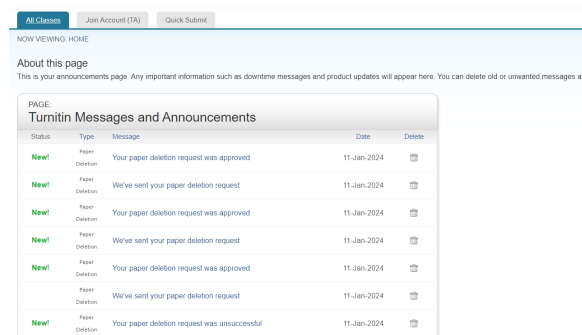 All Classes Join Account (TA) Quick Submit
NOW VIEWING: HOME
About this page
This is your announcements page. Any important information such as downtime messages and product updates will appear here. You can delete old or unwanted messages a
PAGE:
Turnitin Messages and Announcements
Status Type Message Date Delete
New! Paper Deletion Your paper deletion request was approved 11-Jan-2024
New! Paper Deletion We've sent your paper deletion request 11-Jan-2024
New! Paper Deletion Your paper deletion request was approved 11-Jan-2024
New! Paper Deletion We've sent your paper deletion request 11-Jan-2024
New! Paper Deletion Your paper deletion request was approved 11-Jan-2024
Paper Deletion We've sent your paper deletion request 11-Jan-2024
New! Paper Deletion Your paper deletion request was unsuccessful 11-Jan-2024